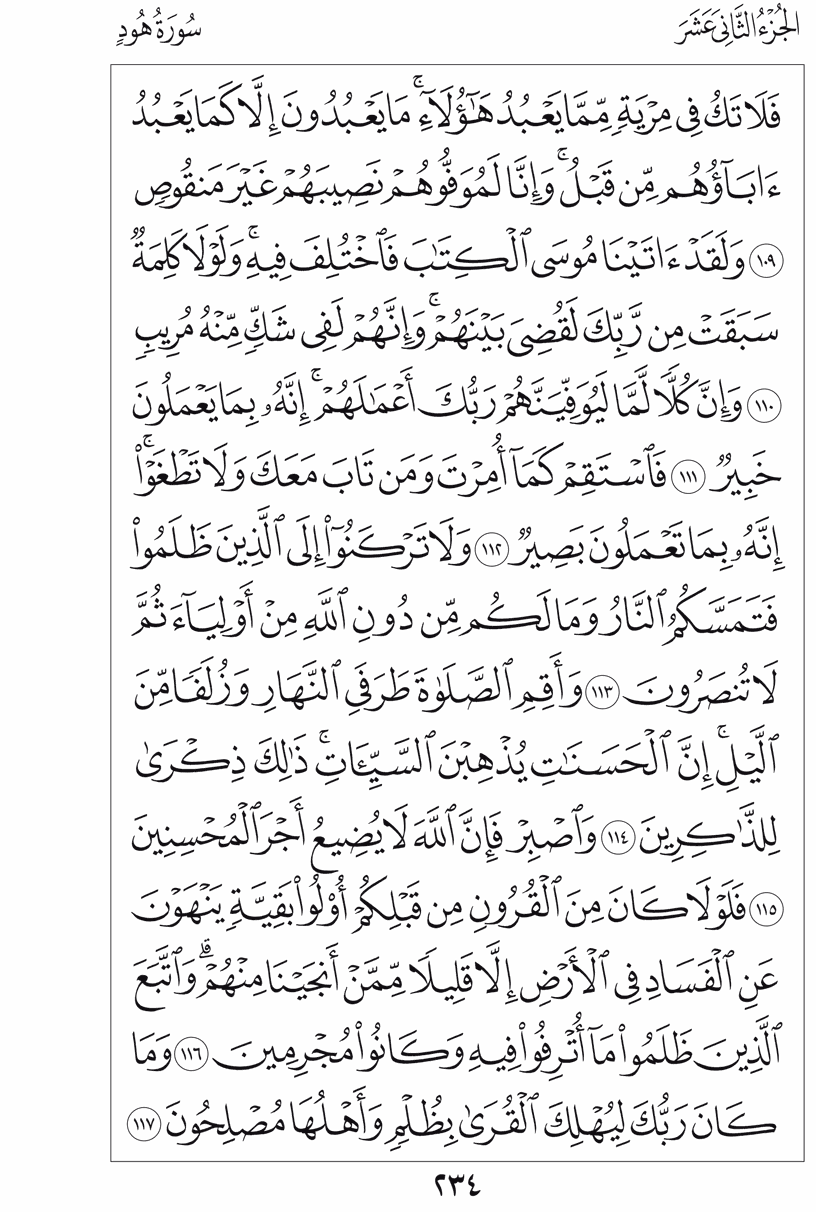 الجُزْءُ الثَّانِي عَشَرَ
سُورَةُ هُودٍ
فَلَا تَكُ فِي مِرْيَةٍ مِّمَّا يَعْبُدُ هَٰٓؤُلَآءِۚ مَا يَعْبُدُونَ إِلَّا كَمَا يَعْبُدُ
ءَابَآؤُهُم مِّن قَبْلُۚ وَإِنَّا لَمُوَفُّوهُمْ نَصِيبَهُمْ غَيْرَ مَنقُوصٍ
١٠٩ وَلَقَدْ ءَاتَيْنَا مُوسَى ٱلْكِتَٰبَ فَٱخْتُلِفَ فِيهِۚ وَلَوْلَا كَلِمَةٌ
سَبَقَتْ مِن رَّبِّكَ لَقُضِيَ بَيْنَهُمْۚ وَإِنَّهُمْ لَفِي شَكٍّ مِّنْهُ مُرِيبٍ
١١٠ وَإِنَّ كُلًّا لَّمَّا لَيُوَفِّيَنَّهُمْ رَبُّكَ أَعْمَٰلَهُمْۚ إِنَّهُۥ بِمَا يَعْمَلُونَ
خَبِيرٌ ١١١ فَٱسْتَقِمْ كَمَآ أُمِرْتَ وَمَن تَابَ مَعَكَ وَلَا تَطْغَوْا۟ۚ
إِنَّهُۥ بِمَا تَعْمَلُونَ بَصِيرٌ ١١٢ وَلَا تَرْكَنُوٓا۟ إِلَى ٱلَّذِينَ ظَلَمُوا۟
فَتَمَسَّكُمُ ٱلنَّارُ وَمَا لَكُم مِّن دُونِ ٱللَّهِ مِنْ أَوْلِيَآءَ ثُمَّ
لَا تُنصَرُونَ ١١٣ وَأَقِمِ ٱلصَّلَوٰةَ طَرَفَيِ ٱلنَّهَارِ وَزُلَفًا مِّنَ
ٱلَّيْلِۚ إِنَّ ٱلْحَسَنَٰتِ يُذْهِبْنَ ٱلسَّيِّـَٔاتِۚ ذَٰلِكَ ذِكْرَىٰ
لِلذَّٰكِرِينَ ١١٤ وَٱصْبِرْ فَإِنَّ ٱللَّهَ لَا يُضِيعُ أَجْرَ ٱلْمُحْسِنِينَ
١١٥ فَلَوْلَا كَانَ مِنَ ٱلْقُرُونِ مِن قَبْلِكُمْ أُو۟لُوا۟ بَقِيَّةٍ يَنْهَوْنَ
عَنِ ٱلْفَسَادِ فِي ٱلْأَرْضِ إِلَّا قَلِيلًا مِّمَّنْ أَنجَيْنَا مِنْهُمْۗ وَٱتَّبَعَ
ٱلَّذِينَ ظَلَمُوا۟ مَآ أُتْرِفُوا۟ فِيهِ وَكَانُوا۟ مُجْرِمِينَ ١١٦ وَمَا
كَانَ رَبُّكَ لِيُهْلِكَ ٱلْقُرَىٰ بِظُلْمٍ وَأَهْلُهَا مُصْلِحُونَ ١١٧
٢٣٤